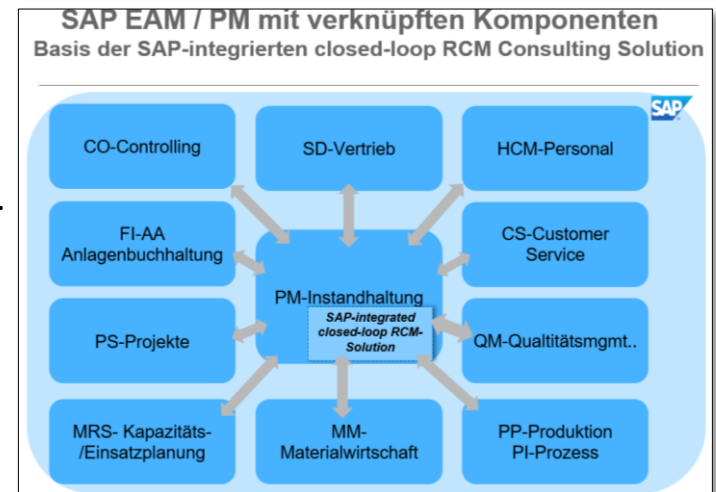 SAP EAM / PM mit verknüpften Komponenten
Basis der SAP-integrierten closed-loop RCM Consulting Solution
SAP
CO-Controlling
SD-Vertrieb
HCM-Personal
FI-AA
Anlagenbuchhaltung
CS-Customer
Service
PM-Instandhaltung
SAP-integrated
closed-loop RCM-
Solution
PS-Projekte
QM-Qualtitätsmgmt..
MRS- Kapazitäts-
/Einsatzplanung
MM-
Materialwirtschaft
PP-Produktion
PI-Prozess